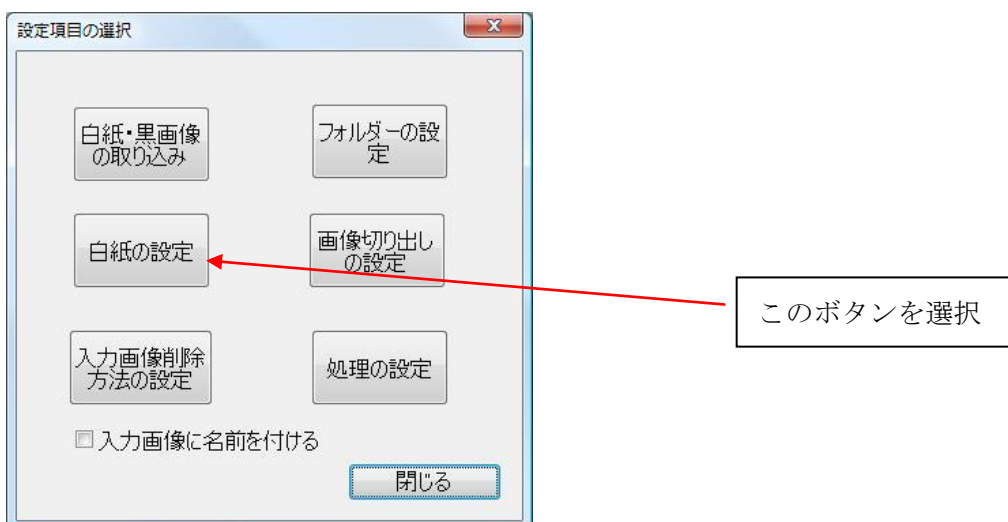 設定項目の選択
白紙・黒画像
の取り込み
フォルダーの設
定
白紙の設定
画像切り出し
の設定
このボタンを選択
入力画像削除
方法の設定
処理の設定
入力画像に名前を付ける
閉じる